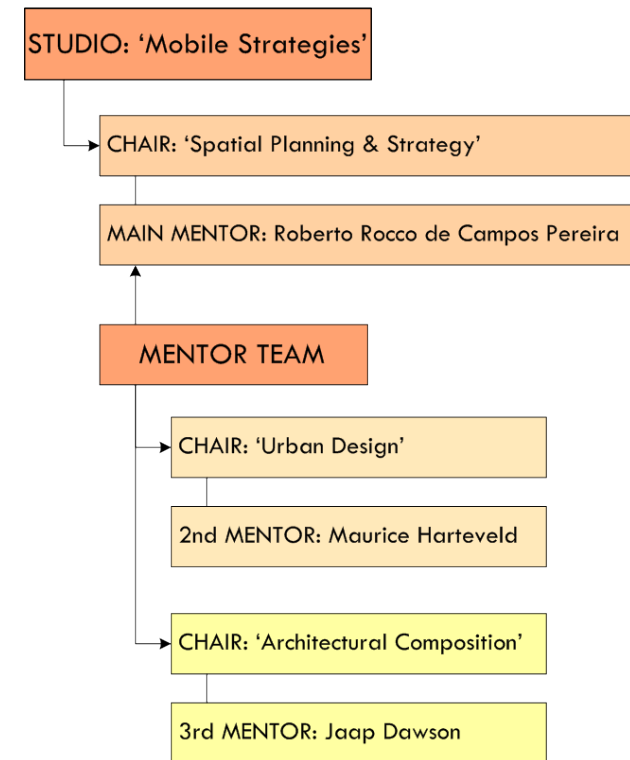 STUDIO: ‘Mobile Strategies’
CHAIR: ‘Spatial Planning & Strategy’
MAIN MENTOR: Roberto Rocco de Campos Pereira
MENTOR TEAM
CHAIR: ‘Urban Design’
2nd MENTOR: Maurice Harteveld
CHAIR: ‘Architectural Composition’
3rd MENTOR: Jaap Dawson